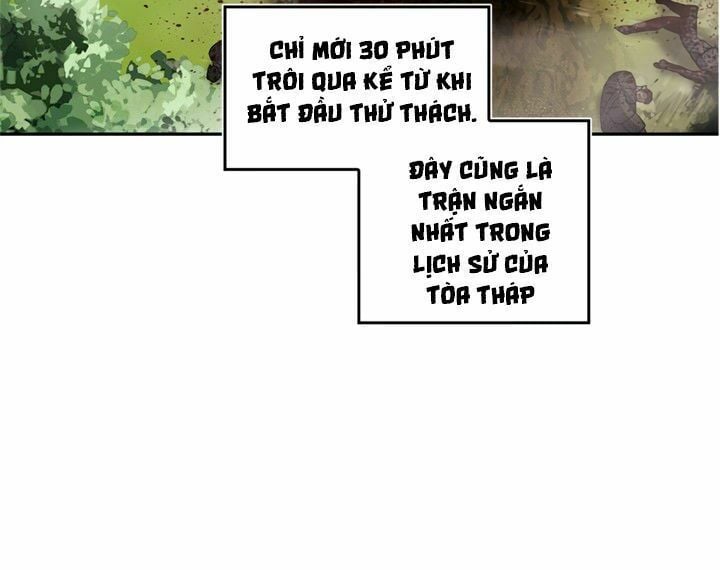 CHỈ MỚI 30 PHÚT
TRÔI QUA KỂ TỪ KHI
BẮT ĐẦU THỬ THÁCH.
ĐÂY CŨNG LÀ
TRẬN NGẮN
NHẤT TRONG
LỊCH SỬ CỦA
TÒA THÁP